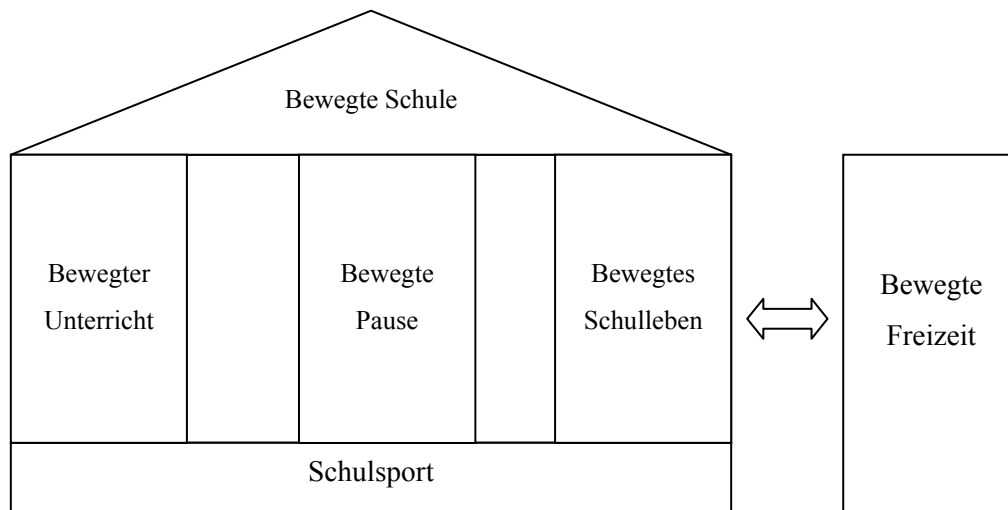 Bewegte Schule
Bewegter
Unterricht
Bewegte
Pause
Bewegtes
Schulleben
Bewegte
Freizeit
Schulsport